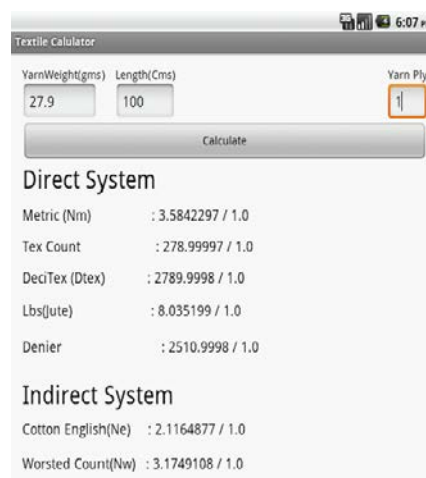 6:07
Textile Calulator
YarnWeight(gms) Length(Cms) Yarn Ply
27.9 100 1
Calculate
Direct System
Metric (Nm) : 3.5842297 / 1.0
Tex Count : 278.99997 / 1.0
DeciTex (Dtex) : 2789.9998 / 1.0
Lbs(Jute) : 8.035199 / 1.0
Denier : 2510.9998 / 1.0
Indirect System
Cotton English(Ne) : 2.1164877 / 1.0
Worsted Count(Nw) : 3.1749108 / 1.0